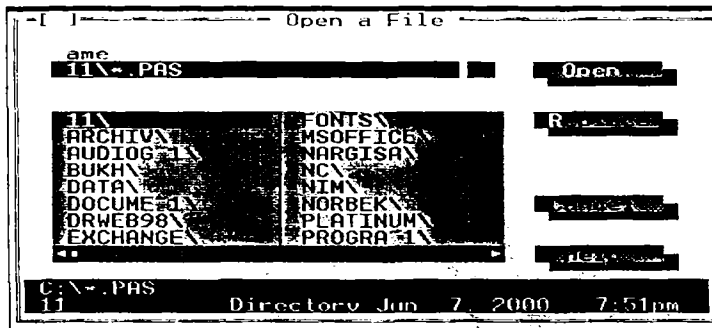 Open a File
ame
11\*.PAS
Open
11\ FONTS\
ARCHIV\ MSOFFICE\
AUDIOG~1\ NARGISA\
BUKH\ NC\
DATA\ NIM\
DOCUME~1\ NORBEK\
DRWEB98\ PLATINUM\
EXCHANGE\ PROGRA~1\
C:\*.PAS
11 Directory Jun 7, 2000 7:51pm